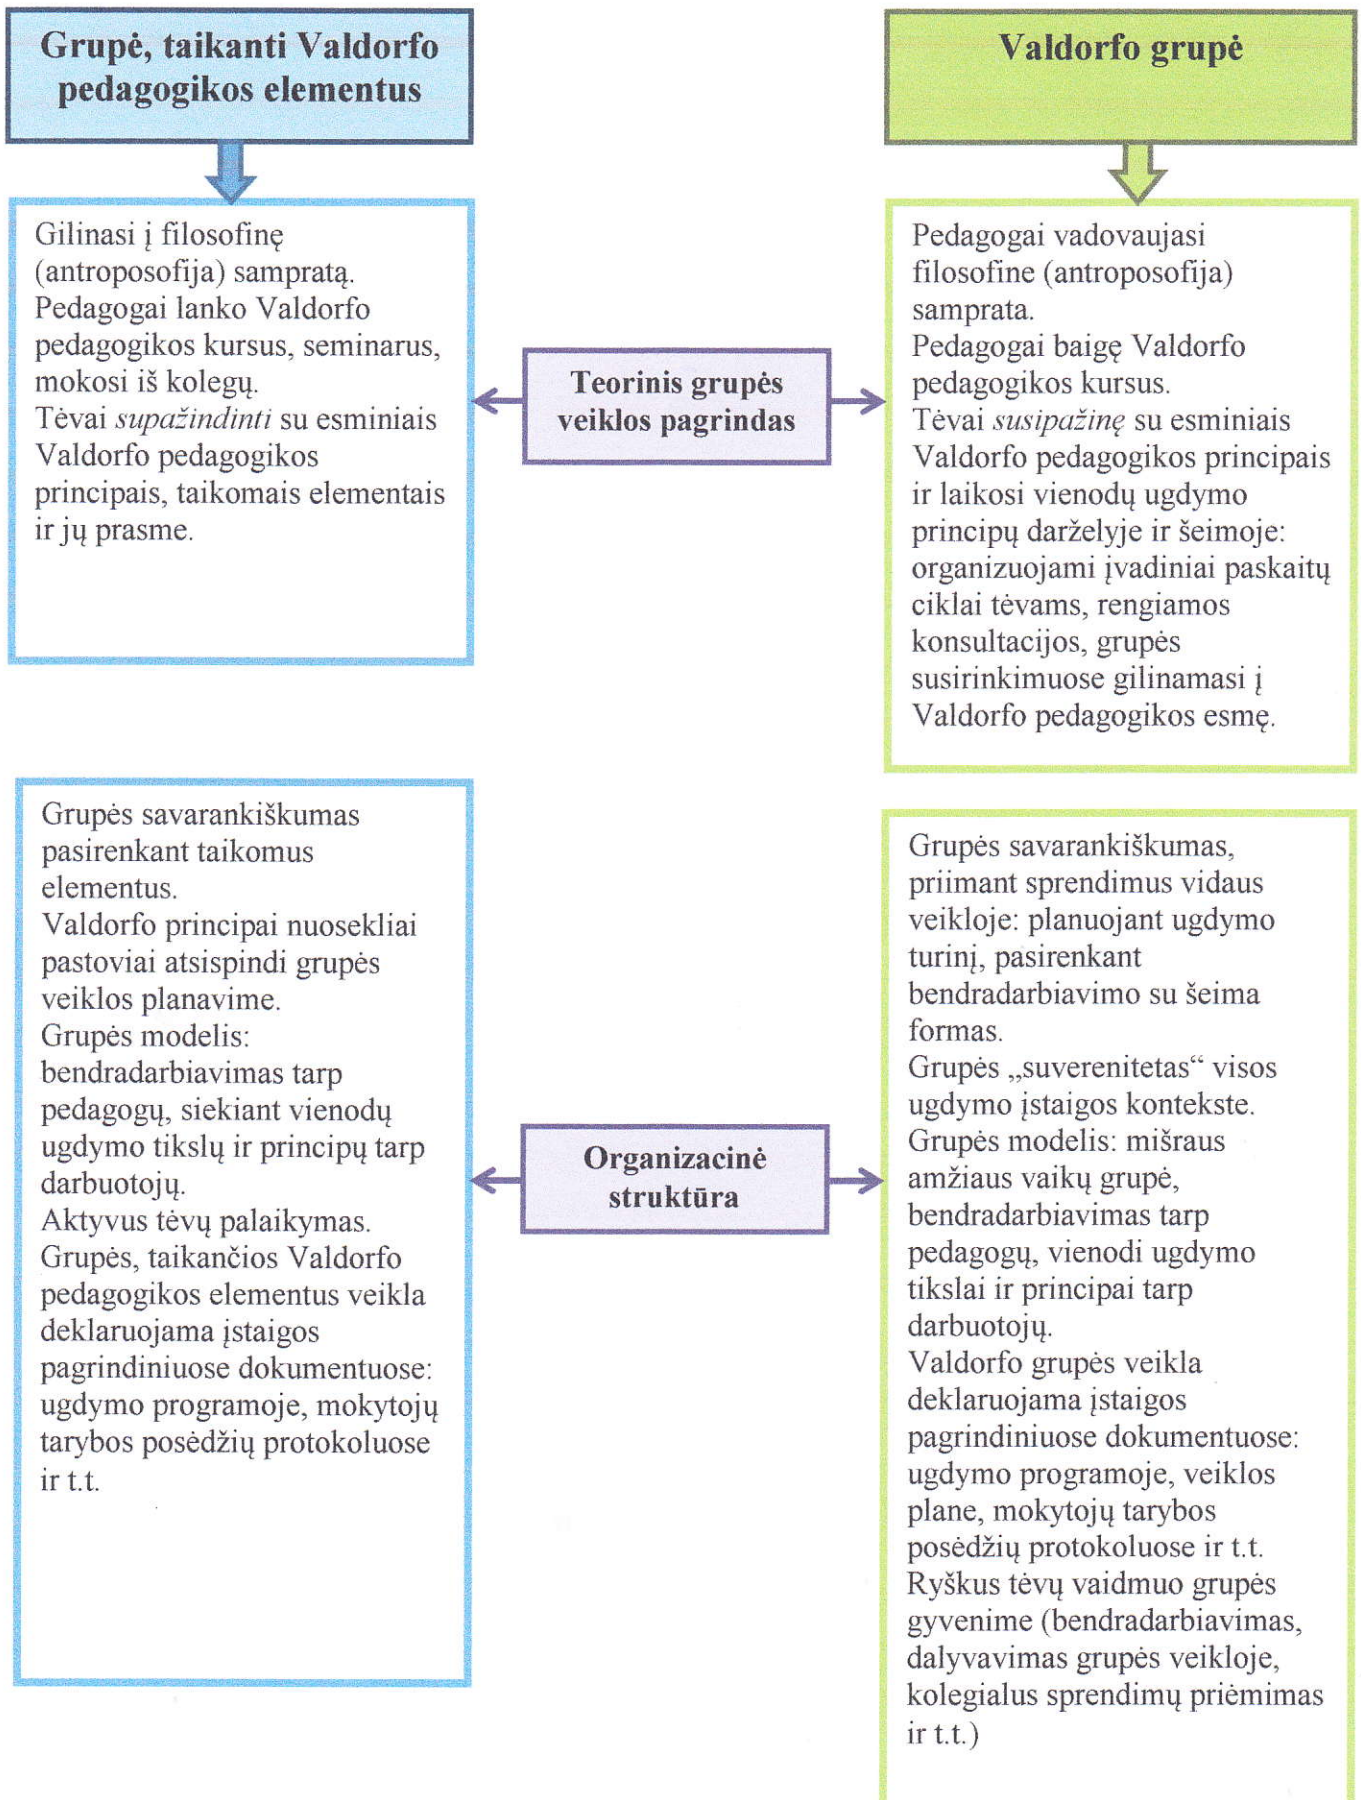 Grupė, taikanti Valdorfo
pedagogikos elementus
Valdorfo grupė
Gilinasi į filosofinę
(antroposofija) sampratą.
Pedagogai lanko Valdorfo
pedagogikos kursus, seminarus,
mokosi iš kolegų.
Tėvai supažindinti su esminiais
Valdorfo pedagogikos
principais, taikomais elementais
ir jų prasme.
Teorinis grupės
veiklos pagrindas
Pedagogai vadovaujasi
filosofine (antroposofija)
samprata.
Pedagogai baigę Valdorfo
pedagogikos kursus.
Tėvai susipažinę su esminiais
Valdorfo pedagogikos principais
ir laikosi vienodų ugdymo
principų darželyje ir šeimoje:
organizuojami įvadiniai paskaitų
ciklai tėvams, rengiamos
konsultacijos, grupės
susirinkimuose gilinamasi į
Valdorfo pedagogikos esmę.
Grupės savarankiškumas
pasirenkant taikomus
elementus.
Valdorfo principai nuosekliai
pastoviai atsispindi grupės
veiklos planavime.
Grupės modelis:
bendradarbiavimas tarp
pedagogų, siekiant vienodų
ugdymo tikslų ir principų tarp
darbuotojų.
Aktyvus tėvų palaikymas.
Grupės, taikančios Valdorfo
pedagogikos elementus veikla
deklaruojama įstaigos
pagrindiniuose dokumentuose:
ugdymo programoje, mokytojų
tarybos posėdžių protokoluose
ir t.t.
Organizacinė
struktūra
Grupės savarankiškumas,
priimant sprendimus vidaus
veikloje: planuojant ugdymo
turinį, pasirenkant
bendradarbiavimo su šeima
formas.
Grupės „suverenitetas“ visos
ugdymo įstaigos kontekste.
Grupės modelis: mišraus
amžiaus vaikų grupė,
bendradarbiavimas tarp
pedagogų, vienodi ugdymo
tikslai ir principai tarp
darbuotojų.
Valdorfo grupės veikla
deklaruojama įstaigos
pagrindiniuose dokumentuose:
ugdymo programoje, veiklos
plane, mokytojų tarybos
posėdžių protokoluose ir t.t.
Ryškus tėvų vaidmuo grupės
gyvenime (bendradarbiavimas,
dalyvavimas grupės veikloje,
kolegialus sprendimų priėmimas
ir t.t.)